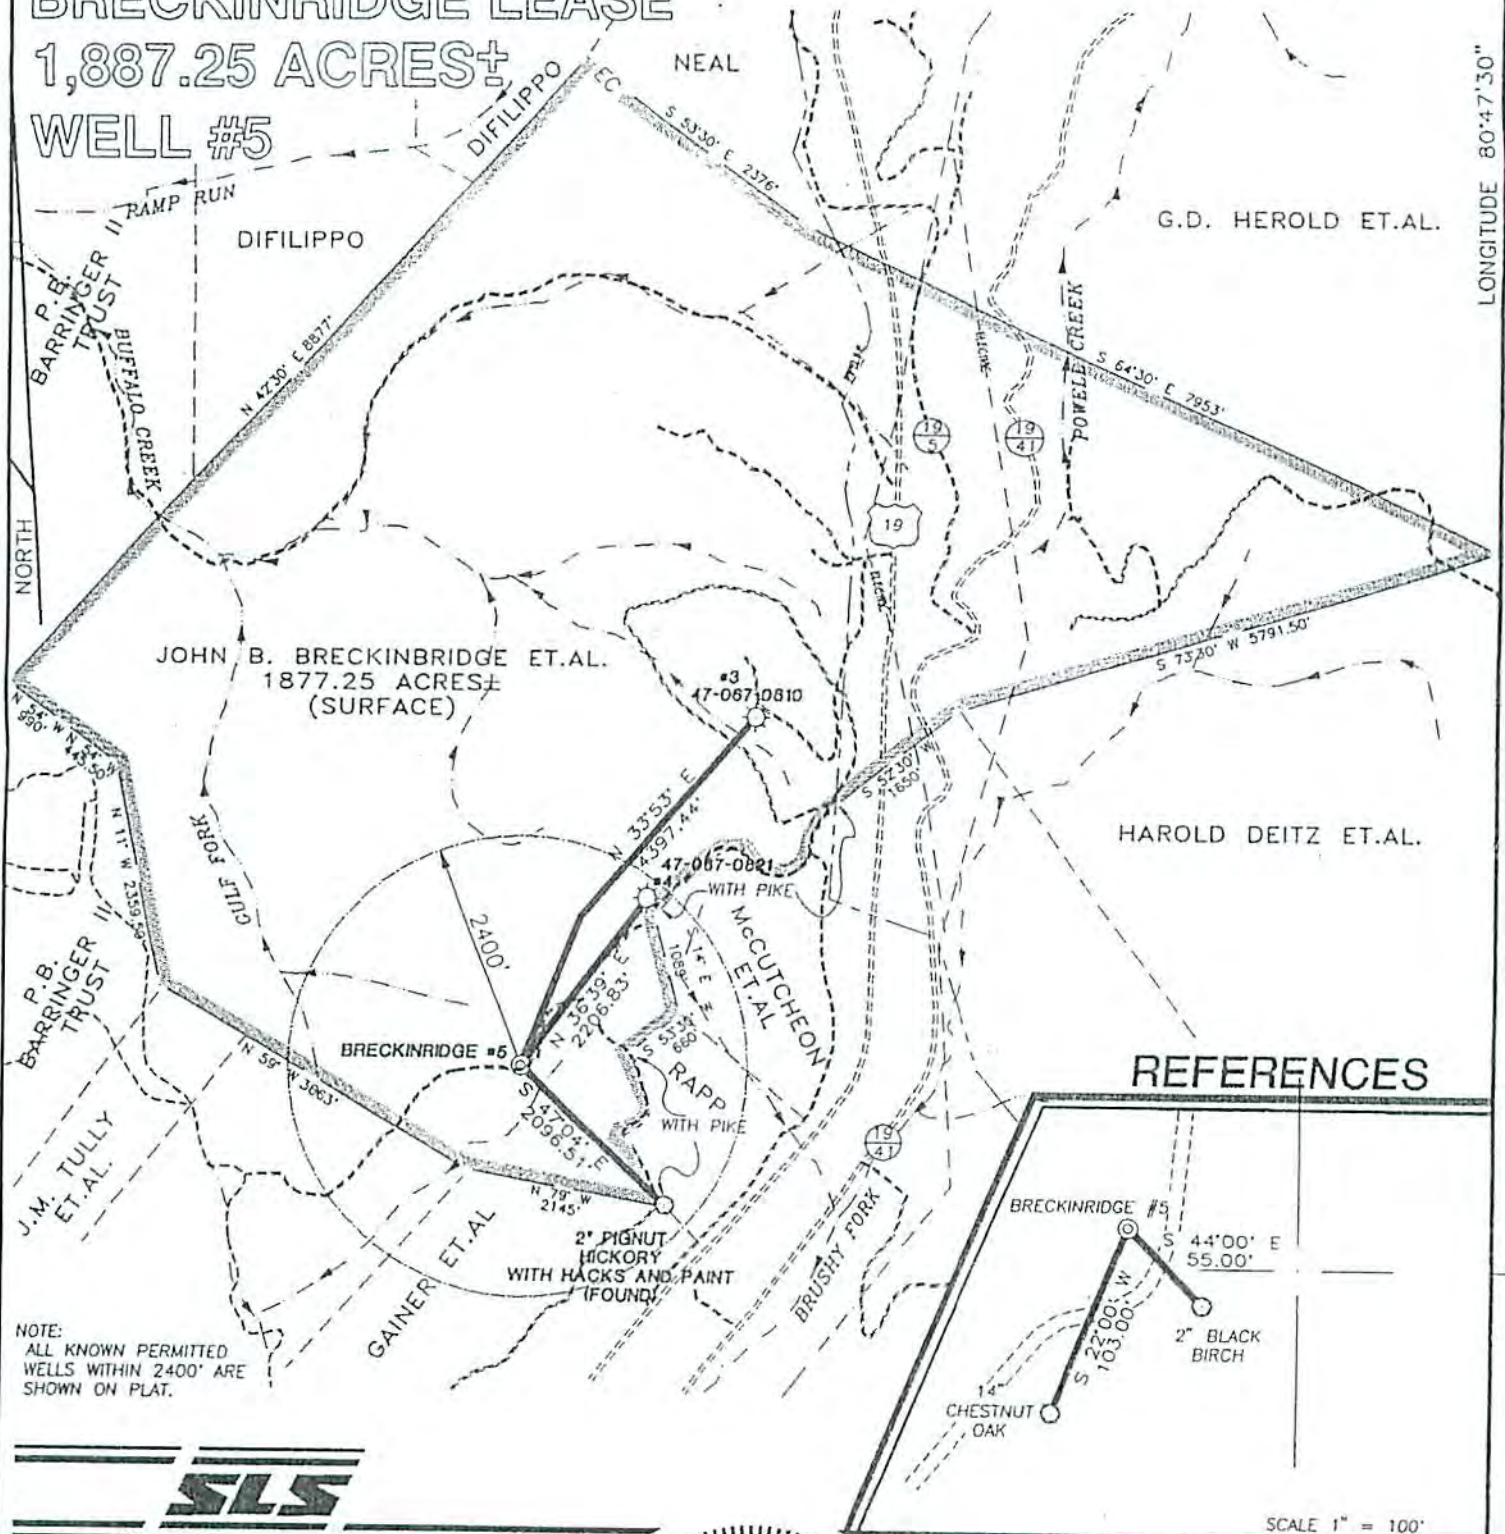 BRECKINRIDGE LEASE
1,887.25 ACRES±
WELL #5
NEAL
DIFILIPPO
EC
S 53°30' E 2376'
RAMP RUN
DIFILIPPO
G.D. HEROLD ET.AL.
LONGITUDE 80°47'30"
P.B.
BARRINGER II
TRUST
BUFFALO CREEK
N 42°30' E 8877'
POWELL CREEK
S 64°30' E 7953'
19
5
19
41
19
NORTH
JOHN B. BRECKINBRIDGE ET.AL.
1877.25 ACRES±
(SURFACE)
S 73°30' W 5791.50'
#3
47-067-0810
N 54° W
990'
N 54° W
443.50'
S 52°30' W
1650'
N 11° W 2359.50'
GULF FORK
N 33°53' E
4397.44'
HAROLD DEITZ ET.AL.
47-067-0821
#4
WITH PIKE
2400'
McCUTCHEON
ET.AL
S 14° E
1089'
P.B.
BARRINGER II
TRUST
N 36°39' E
2206.83'
BRECKINRIDGE #5
N 59° W 3063'
660'
RAPP
REFERENCES
S 47°04' E
2096.51'
WITH PIKE
J.M. TULLY
ET.AL.
19
41
N 79° W
2145'
2" PIGNUT
HICKORY
WITH HACKS AND PAINT
(FOUND)
GAINER ET.AL
BRUSHY FORK
BRECKINRIDGE #5
S 44°00' E
55.00'
S 22°00' W
103.00'
2" BLACK
BIRCH
14"
CHESTNUT
OAK
NOTE:
ALL KNOWN PERMITTED
WELLS WITHIN 2400' ARE
SHOWN ON PLAT.
SLS
SCALE 1" = 100'